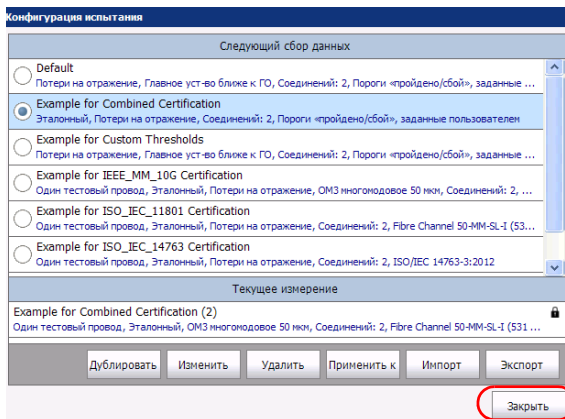 Конфигурация испытания
Следующий сбор данных
Default
Потери на отражение, Главное уст-во ближе к ГО, Соединений: 2, Пороги «пройдено/сбой», заданные ...
Example for Combined Certification
Эталонный, Потери на отражение, Соединений: 2, Пороги «пройдено/сбой», заданные пользователем
Example for Custom Thresholds
Потери на отражение, Главное уст-во ближе к ГО, Соединений: 2, Пороги «пройдено/сбой», заданные ...
Example for IEEE_MM_10G Certification
Один тестовый провод, Эталонный, Потери на отражение, OM3 многомодовое 50 мкн, Соединений: 2, ...
Example for ISO_IEC_11801 Certification
Один тестовый провод, Эталонный, Потери на отражение, Соединений: 2, Fibre Channel 50-MM-SL-I (53...
Example for ISO_IEC_14763 Certification
Один тестовый провод, Эталонный, Потери на отражение, Соединений: 2, ISO/IEC 14763-3:2012
Текущее измерение
Example for Combined Certification (2)
Один тестовый провод, Эталонный, OM3 многомодовое 50 мкн, Соединений: 2, Fibre Channel 50-MM-SL-I (531 ...
Дублировать Изменить Удалить Применить к Импорт Экспорт
Закрыть